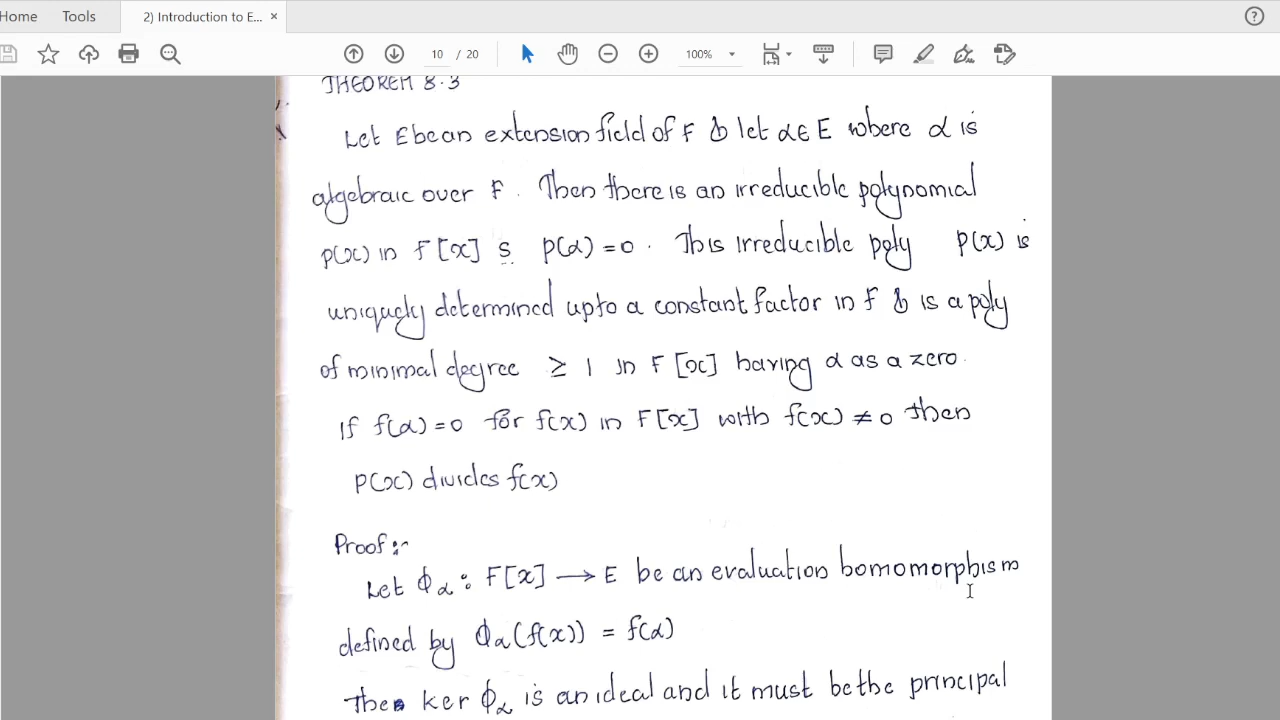 Home Tools 2) Introduction to E... ×
10 / 20 100%
THEOREM 8.3
Let E be an extension field of F & let α ∈ E where α is
algebraic over F. Then there is an irreducible polynomial
p(x) in F[x] s p(α) = 0. This irreducible poly p(x) is
uniquely determined upto a constant factor in F & is a poly
of minimal degree ≥ 1 in F[x] having α as a zero.
If f(α) = 0 for f(x) in F[x] with f(x) ≠ 0 then
p(x) divides f(x)
Proof:-
Let ϕα : F[x] → E be an evaluation homomorphism
defined by ϕα(f(x)) = f(α)
The ker ϕα is an ideal and it must be the principal